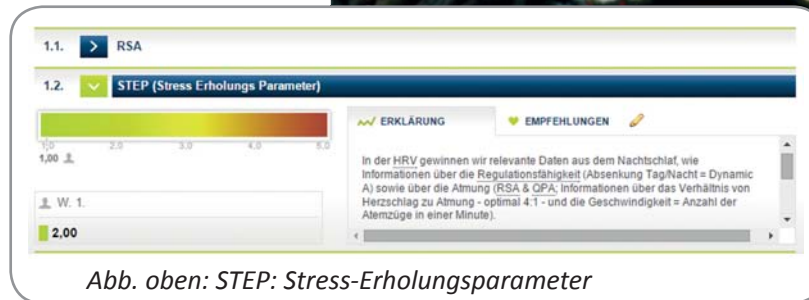 1.1. RSA
1.2. STEP (Stress Erholungs Parameter)
1,0 2.0 3.0 4.0 5.0
1,00
W. 1.
2,00
ERKLÄRUNG EMPFEHLUNGEN
In der HRV gewinnen wir relevante Daten aus dem Nachtschlaf, wie
Informationen über die Regulationsfähigkeit (Absenkung Tag/Nacht = Dynamic
A) sowie über die Atmung (RSA & QPA; Informationen über das Verhältnis von
Herzschlag zu Atmung - optimal 4:1 - und die Geschwindigkeit = Anzahl der
Atemzüge in einer Minute).
Abb. oben: STEP: Stress-Erholungsparameter